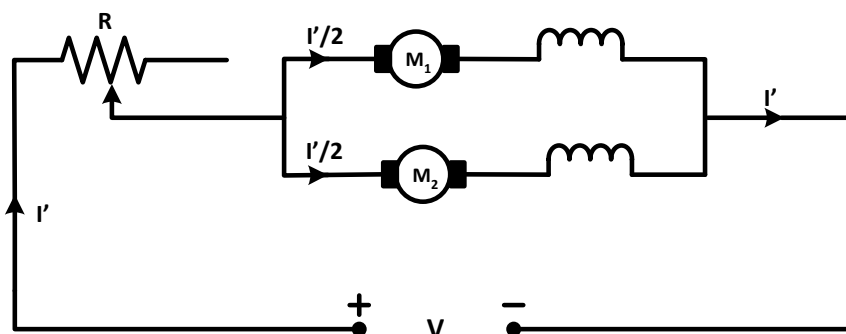 R
I'/2
M₁
I'
I'/2
M₂
I'
+
V
−